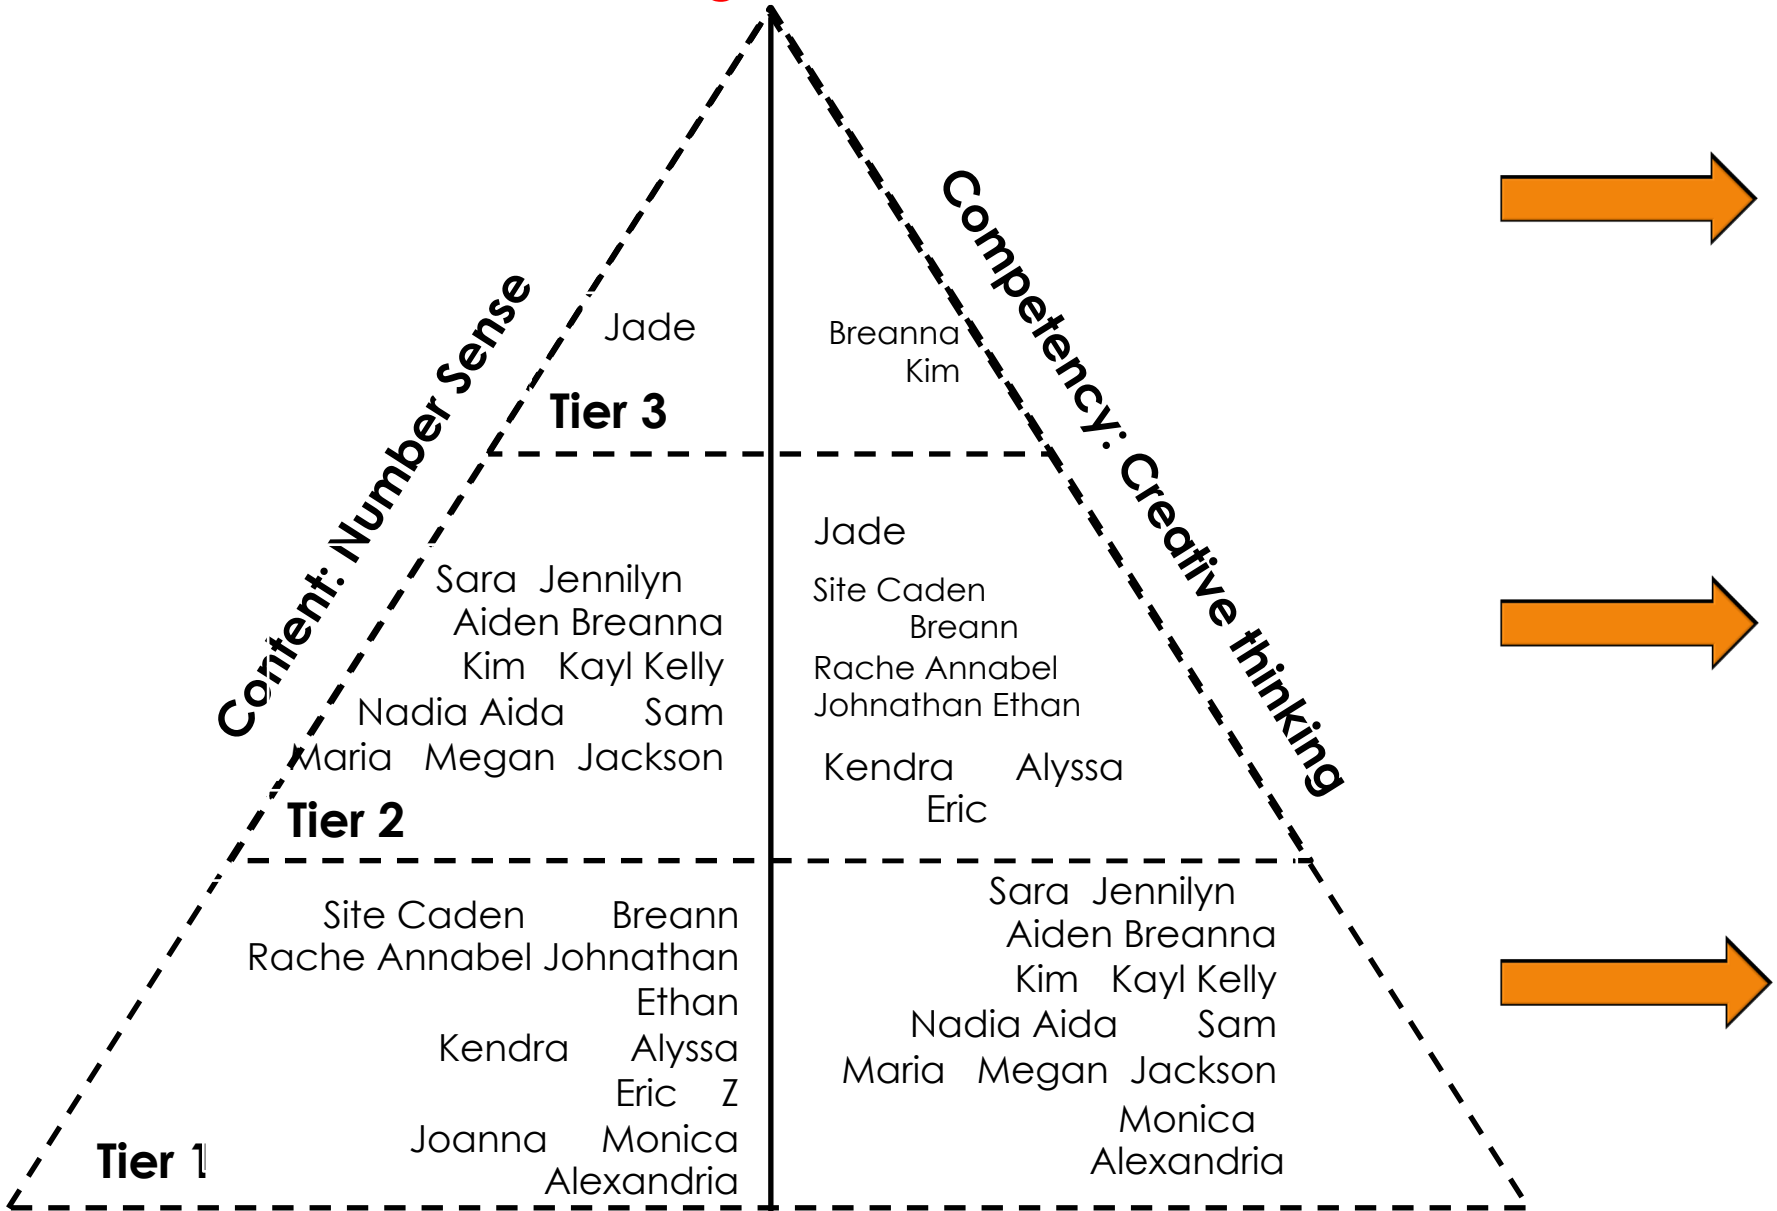 Content: Number Sense
Jade
Tier 3
Sara Jennilyn
Aiden Breanna
Kim Kayl Kelly
Nadia Aida Sam
Maria Megan Jackson
Tier 2
Site Caden Breann
Rache Annabel Johnathan
Ethan
Kendra Alyssa
Eric Z
Joanna Monica
Alexandria
Tier 1
Competency: Creative thinking
Breanna
Kim
Jade
Site Caden
Breann
Rache Annabel
Johnathan Ethan
Kendra Alyssa
Eric
Sara Jennilyn
Aiden Breanna
Kim Kayl Kelly
Nadia Aida Sam
Maria Megan Jackson
Monica
Alexandria